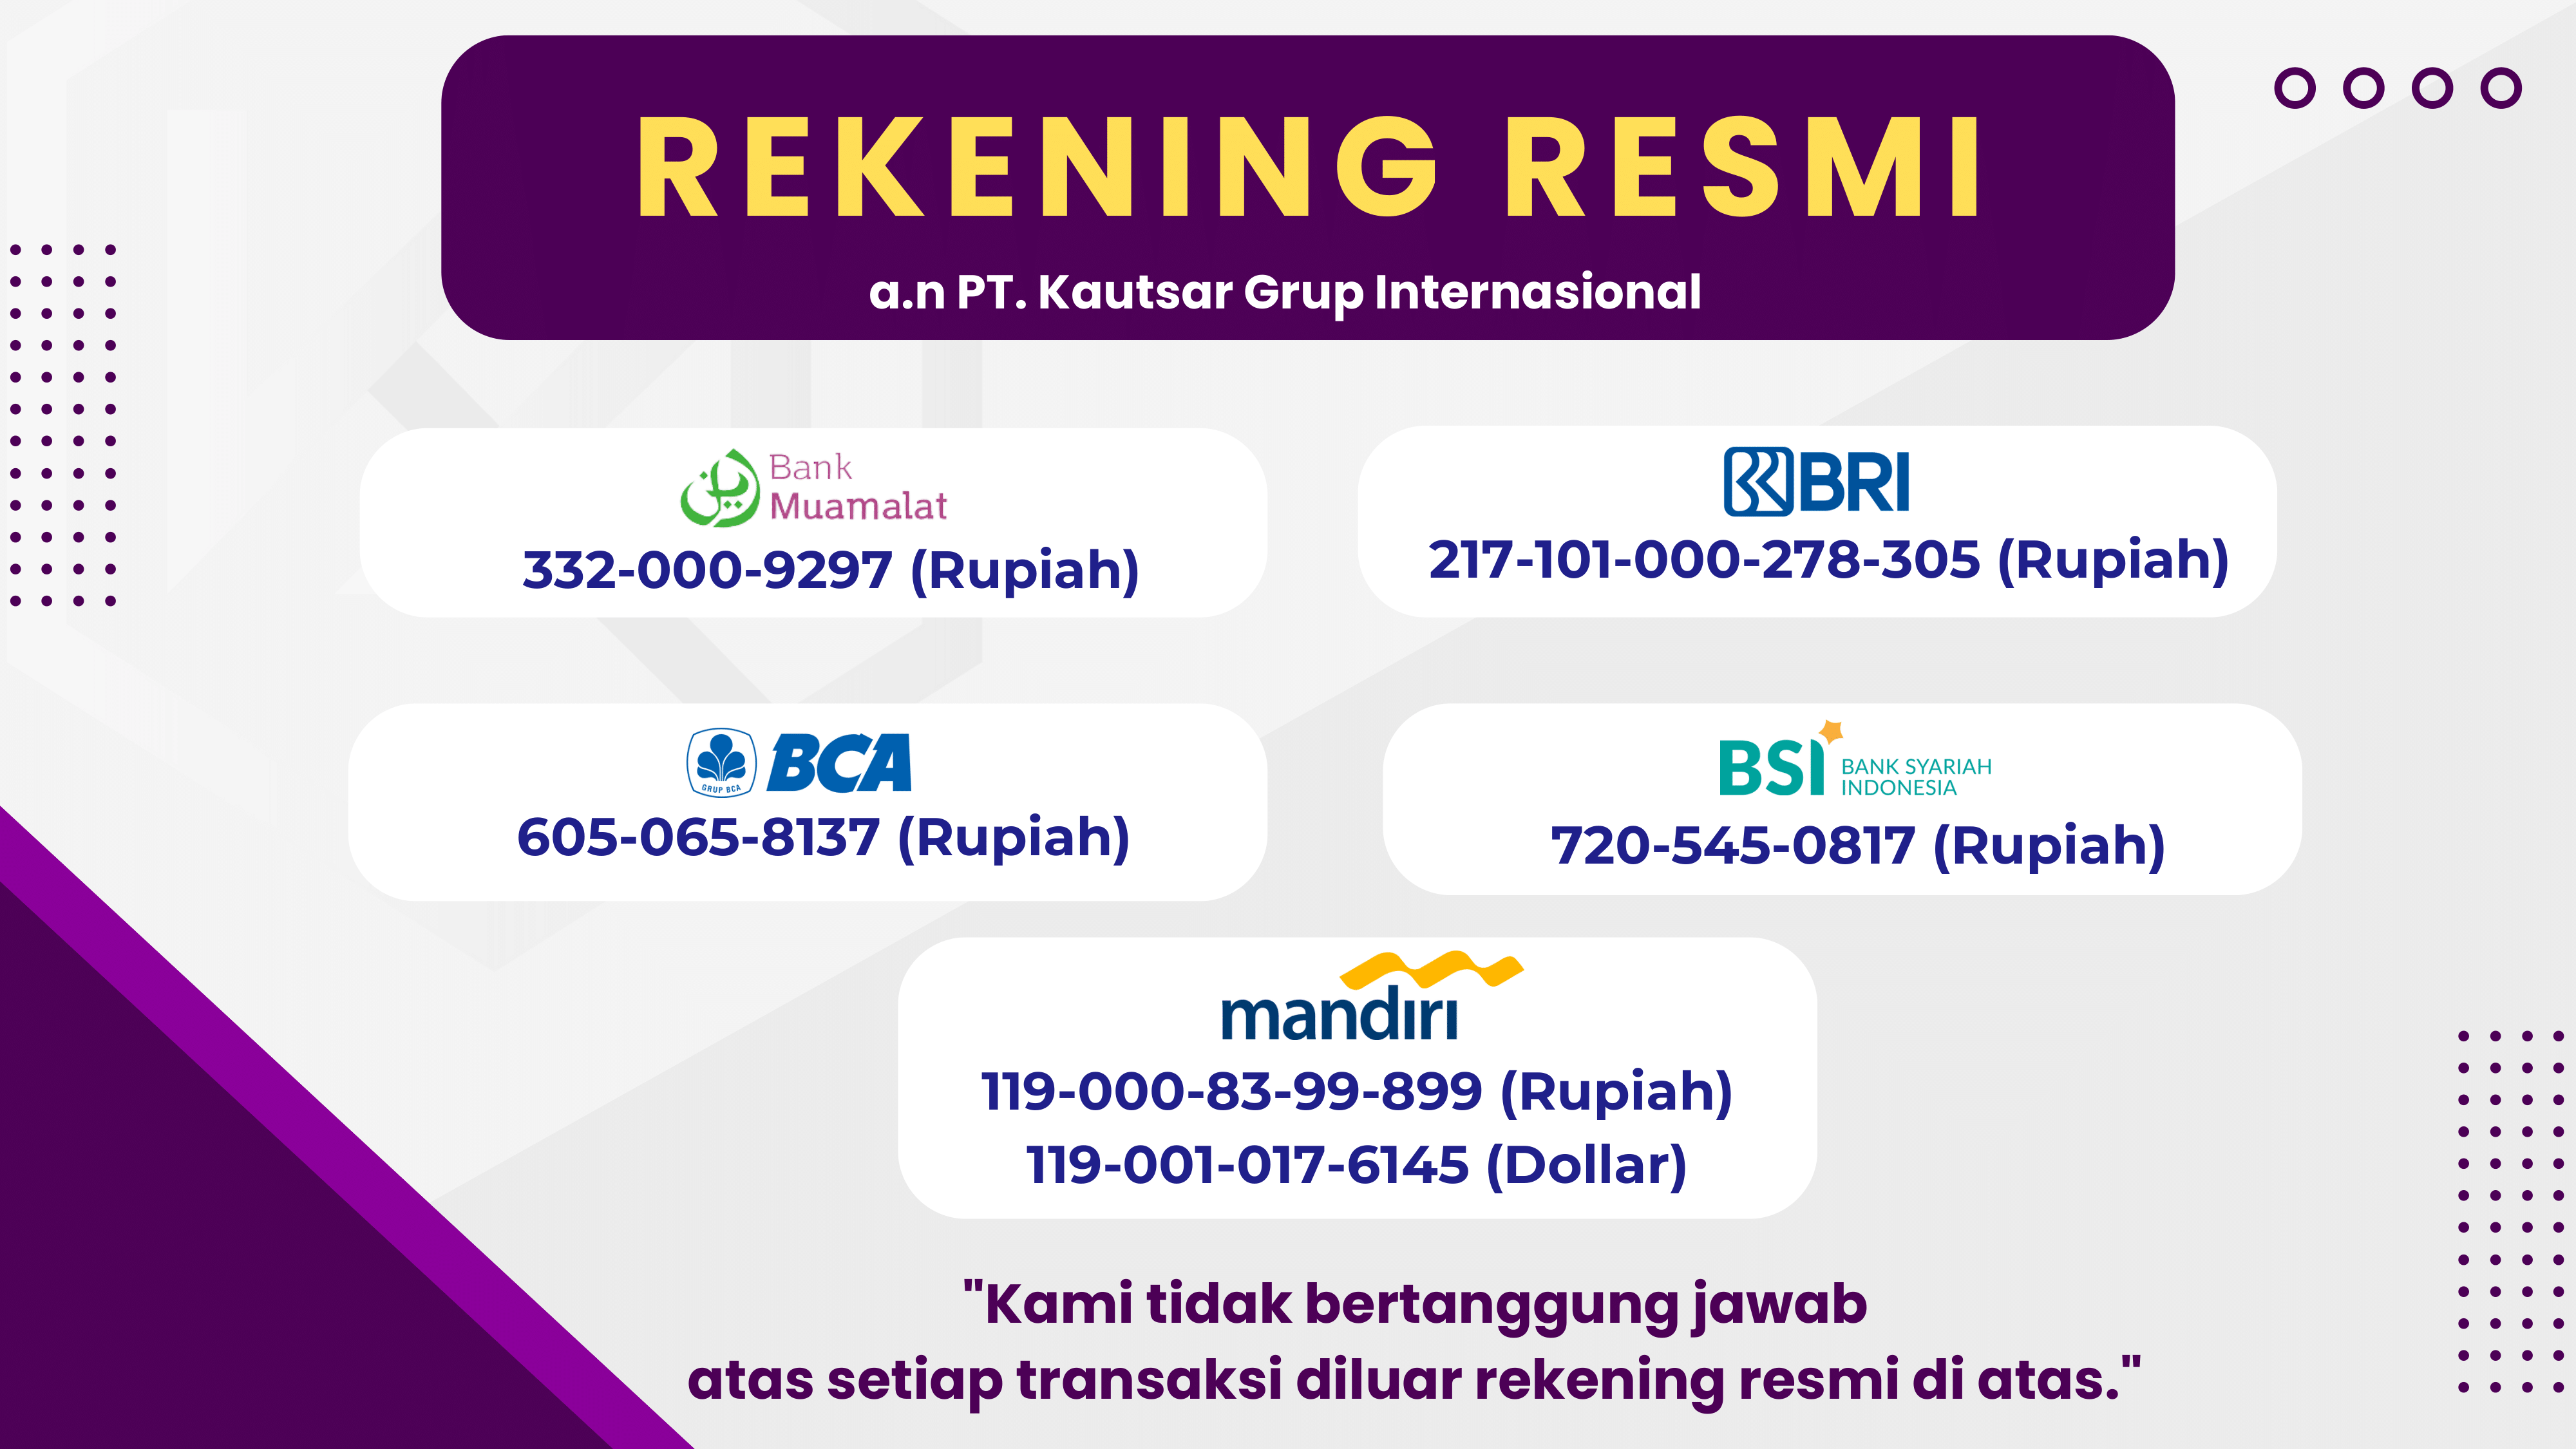 REKENING RESMI
a.n PT. Kautsar Grup Internasional
Bank
Muamalat
332-000-9297 (Rupiah)
BRI
217-101-000-278-305 (Rupiah)
GRUP BCA
BCA
605-065-8137 (Rupiah)
BSI BANK SYARIAH
INDONESIA
720-545-0817 (Rupiah)
mandiri
119-000-83-99-899 (Rupiah)
119-001-017-6145 (Dollar)
"Kami tidak bertanggung jawab
atas setiap transaksi diluar rekening resmi di atas."